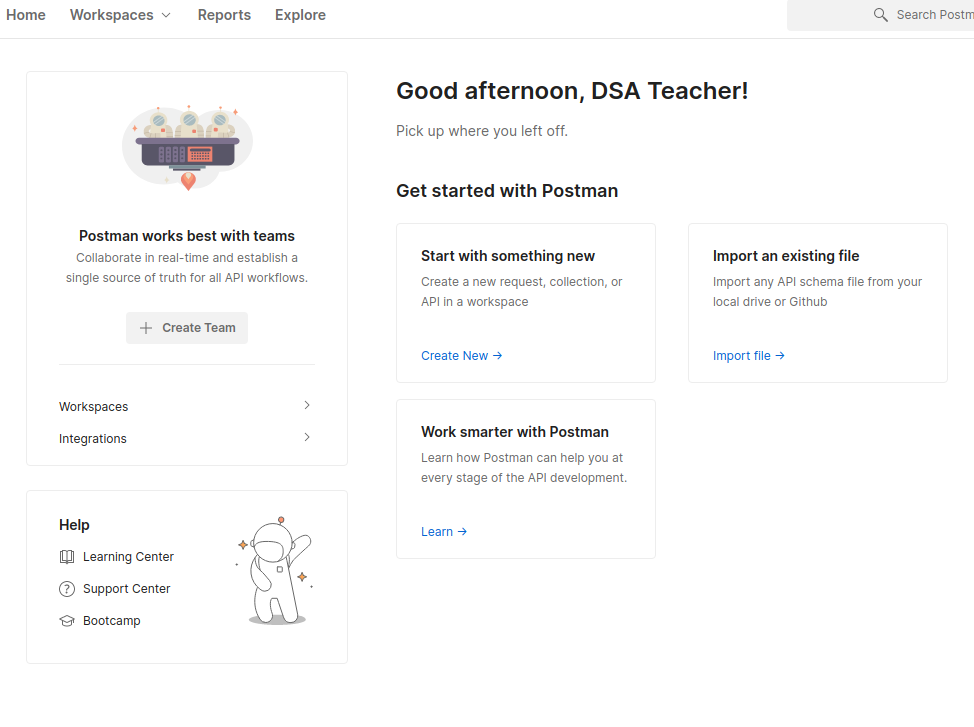 Home Workspaces Reports Explore Search Postm
Postman works best with teams
Collaborate in real-time and establish a
single source of truth for all API workflows.
Create Team
Workspaces
Integrations
Help
Learning Center
Support Center
Bootcamp
Good afternoon, DSA Teacher!
Pick up where you left off.
Get started with Postman
Start with something new
Create a new request, collection, or
API in a workspace
Create New →
Import an existing file
Import any API schema file from your
local drive or Github
Import file →
Work smarter with Postman
Learn how Postman can help you at
every stage of the API development.
Learn →